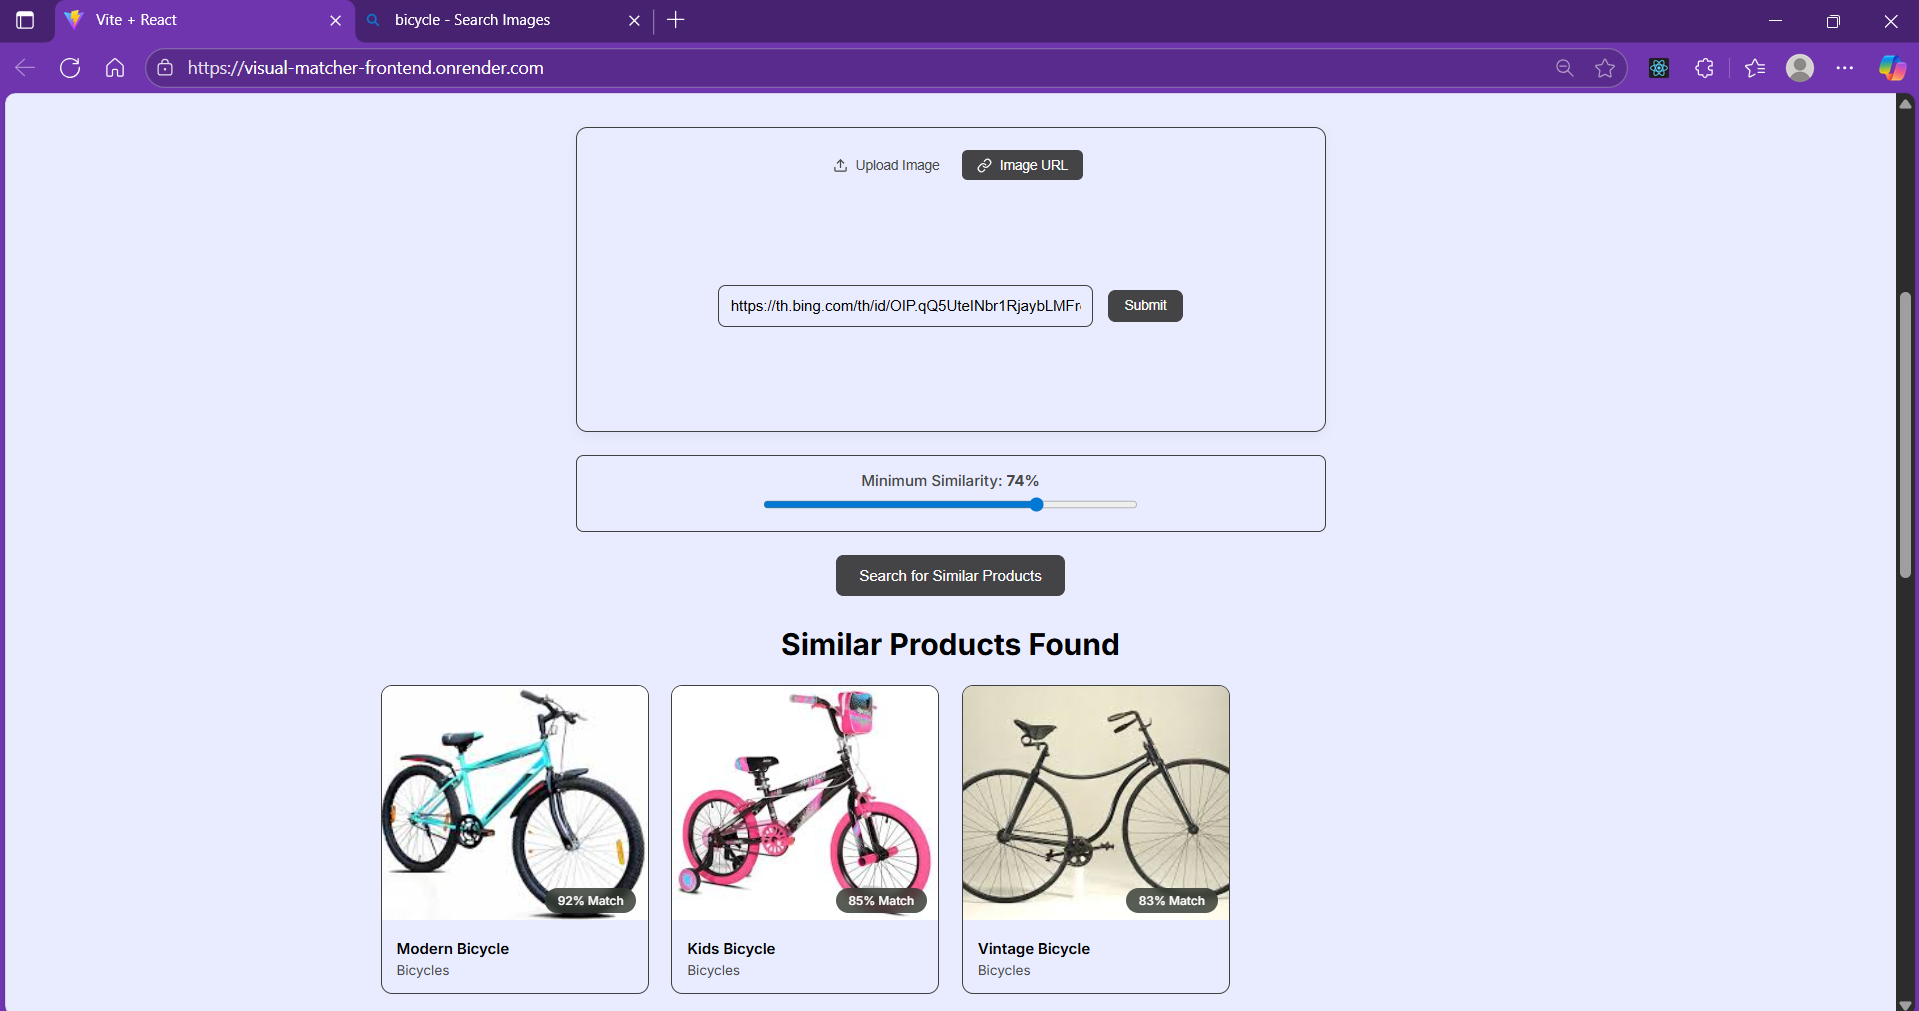 Vite + React
bicycle - Search Images
https://visual-matcher-frontend.onrender.com
Upload Image
Image URL
https://th.bing.com/th/id/OIP.qQ5UteINbr1RjaybLMFr
Submit
Minimum Similarity: 74%
Search for Similar Products
Similar Products Found
92% Match
85% Match
83% Match
Modern Bicycle
Bicycles
Kids Bicycle
Bicycles
Vintage Bicycle
Bicycles